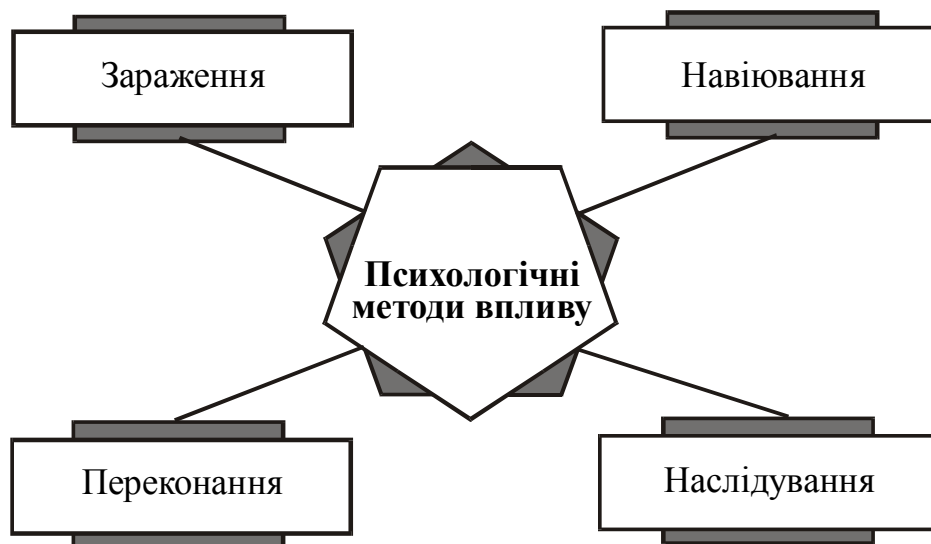 Зараження
Навіювання
Психологічні
методи впливу
Переконання
Наслідування